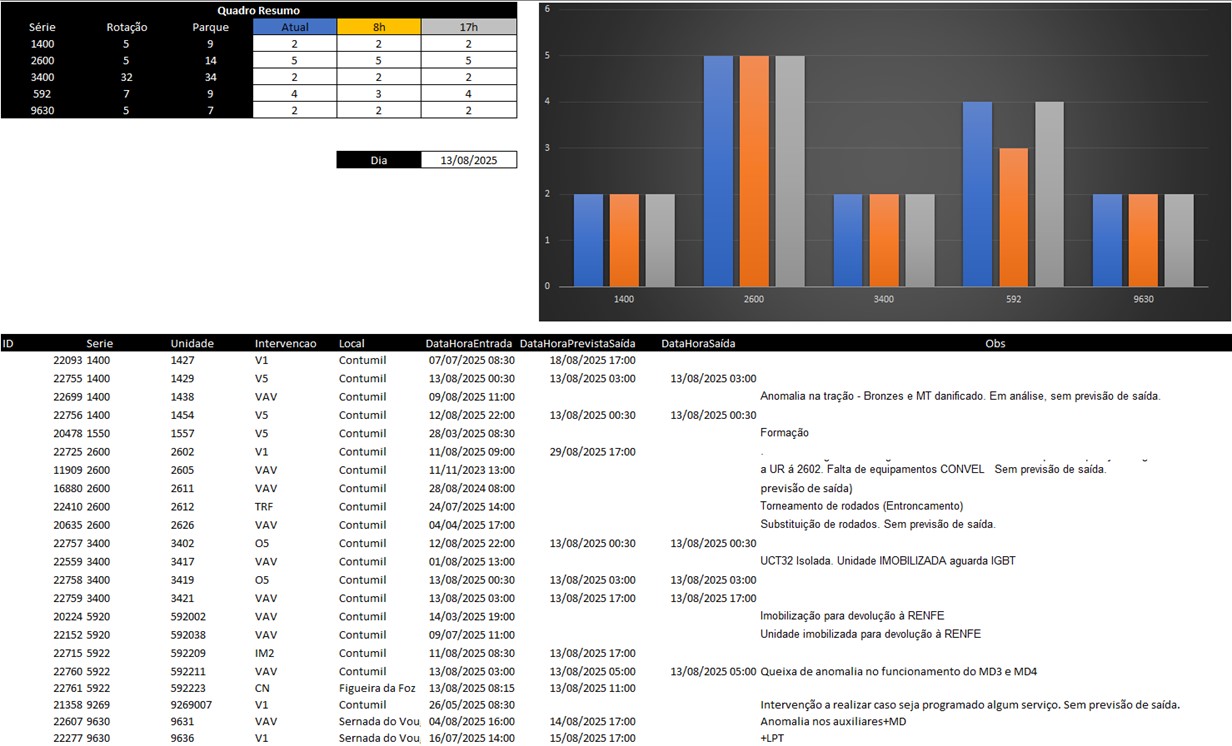 Quadro Resumo
Série Rotação Parque Atual 8h 17h
1400 5 9 2 2 2
2600 5 14 5 5 5
3400 32 34 2 2 2
592 7 9 4 3 4
9630 5 7 2 2 2
Dia 13/08/2025
6
5
4
3
2
1
0
1400 2600 3400 592 9630
ID Serie Unidade Intervencao Local DataHoraEntrada DataHoraPrevistaSaída DataHoraSaída Obs
22093 1400 1427 V1 Contumil 07/07/2025 08:30 18/08/2025 17:00
22755 1400 1429 V5 Contumil 13/08/2025 00:30 13/08/2025 03:00 13/08/2025 03:00
22699 1400 1438 VAV Contumil 09/08/2025 11:00 Anomalia na tração - Bronzes e MT danificado. Em análise, sem previsão de saída.
22756 1400 1454 V5 Contumil 12/08/2025 22:00 13/08/2025 00:30 13/08/2025 00:30
20478 1550 1557 V5 Contumil 28/03/2025 08:30 Formação
22725 2600 2602 V1 Contumil 11/08/2025 09:00 29/08/2025 17:00 .
11909 2600 2605 VAV Contumil 11/11/2023 13:00 a UR á 2602. Falta de equipamentos CONVEL Sem previsão de saída.
16880 2600 2611 VAV Contumil 28/08/2024 08:00 previsão de saída)
22410 2600 2612 TRF Contumil 24/07/2025 14:00 Torneamento de rodados (Entroncamento)
20635 2600 2626 VAV Contumil 04/04/2025 17:00 Substituição de rodados. Sem previsão de saída.
22757 3400 3402 O5 Contumil 12/08/2025 22:00 13/08/2025 00:30 13/08/2025 00:30
22559 3400 3417 VAV Contumil 01/08/2025 13:00 UCT32 Isolada. Unidade IMOBILIZADA aguarda IGBT
22758 3400 3419 O5 Contumil 13/08/2025 00:30 13/08/2025 03:00 13/08/2025 03:00
22759 3400 3421 VAV Contumil 13/08/2025 03:00 13/08/2025 17:00 13/08/2025 17:00
20224 5920 592002 VAV Contumil 14/03/2025 19:00 Imobilização para devolução à RENFE
22152 5920 592038 VAV Contumil 09/07/2025 11:00 Unidade imobilizada para devolução à RENFE
22715 5922 592209 IM2 Contumil 11/08/2025 08:30 13/08/2025 17:00
22760 5922 592211 VAV Contumil 13/08/2025 03:00 13/08/2025 05:00 13/08/2025 05:00 Queixa de anomalia no funcionamento do MD3 e MD4
22761 5922 592223 CN Figueira da Foz 13/08/2025 08:15 13/08/2025 11:00
21358 9269 9269007 V1 Contumil 26/05/2025 08:30 Intervenção a realizar caso seja programado algum serviço. Sem previsão de saída.
22607 9630 9631 VAV Sernada do Vou 04/08/2025 16:00 14/08/2025 17:00 Anomalia nos auxiliares+MD
22277 9630 9636 V1 Sernada do Vou 16/07/2025 14:00 15/08/2025 17:00 +LPT